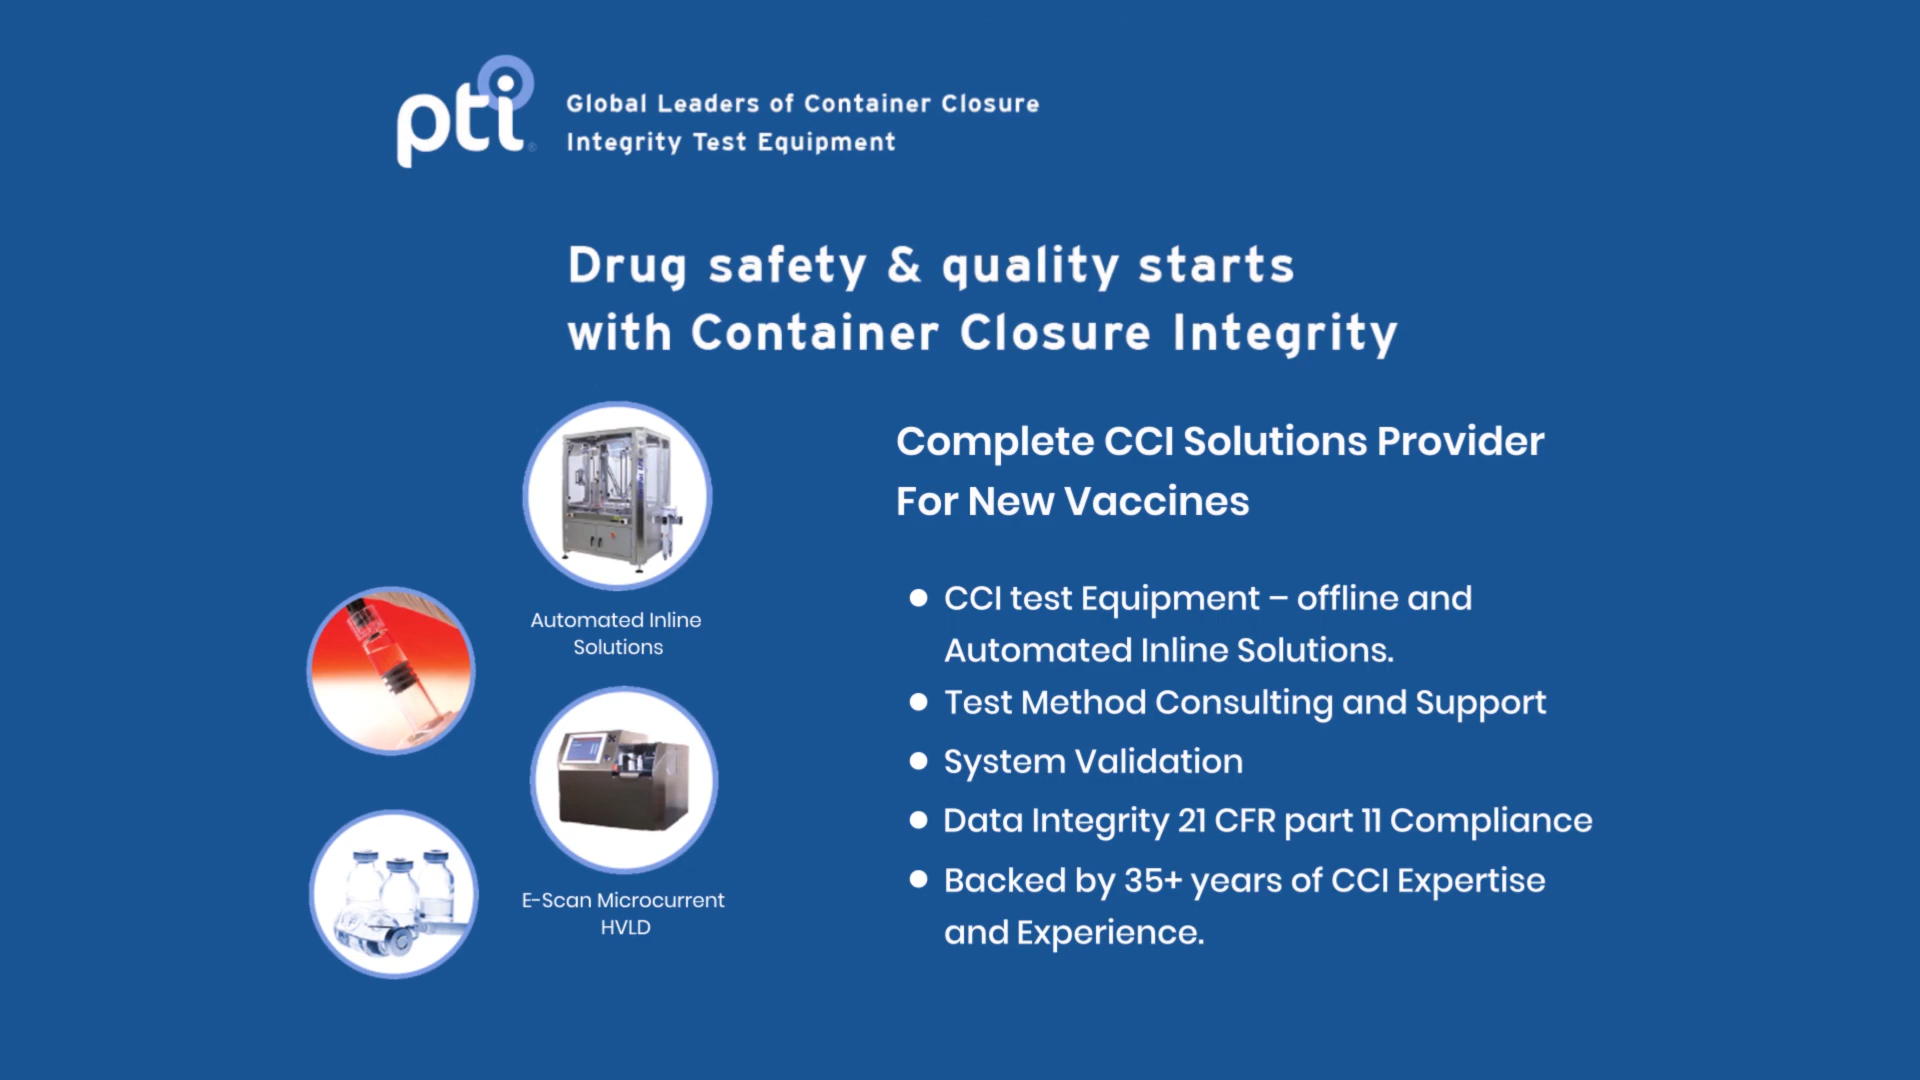 pti®
Global Leaders of Container Closure
Integrity Test Equipment
Drug safety & quality starts
with Container Closure Integrity
Automated Inline
Solutions
E-Scan Microcurrent
HVLD
Complete CCI Solutions Provider
For New Vaccines
● CCI test Equipment – offline and
Automated Inline Solutions.
● Test Method Consulting and Support
● System Validation
● Data Integrity 21 CFR part 11 Compliance
● Backed by 35+ years of CCI Expertise
and Experience.